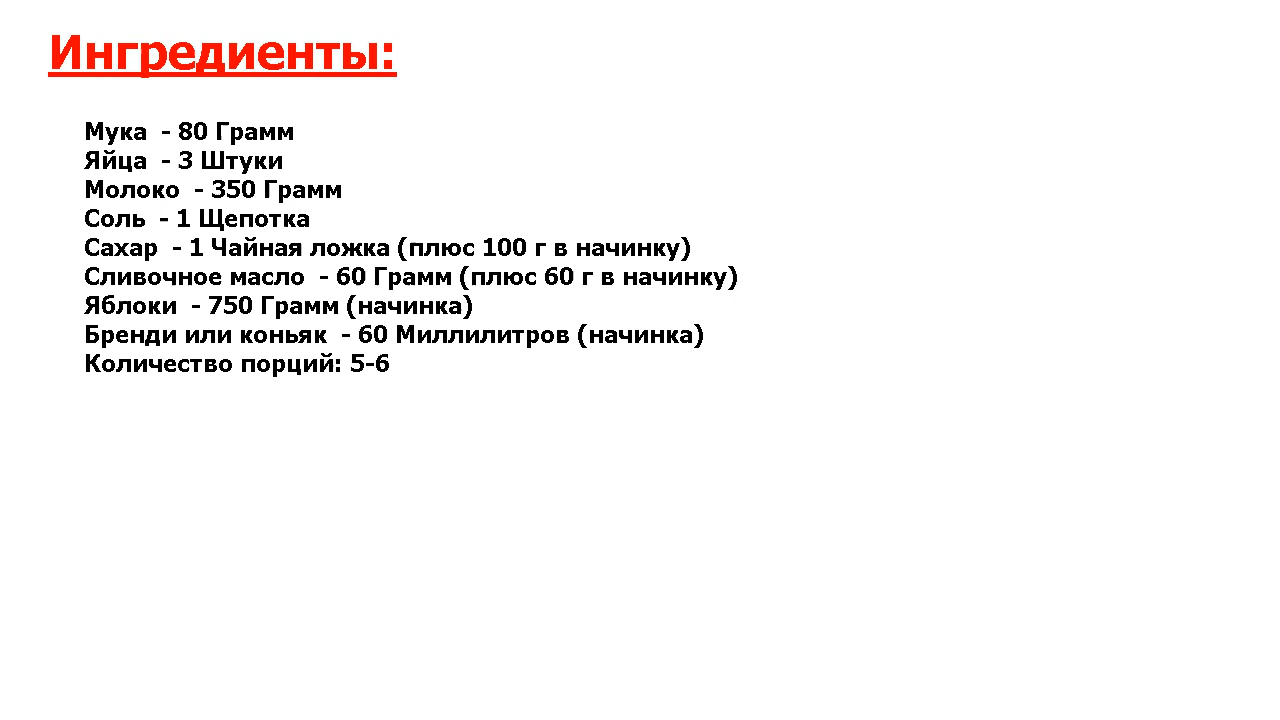 Ингредиенты:
Мука - 80 Грамм
Яйца - 3 Штуки
Молоко - 350 Грамм
Соль - 1 Щепотка
Сахар - 1 Чайная ложка (плюс 100 г в начинку)
Сливочное масло - 60 Грамм (плюс 60 г в начинку)
Яблоки - 750 Грамм (начинка)
Бренди или коньяк - 60 Миллилитров (начинка)
Количество порций: 5-6